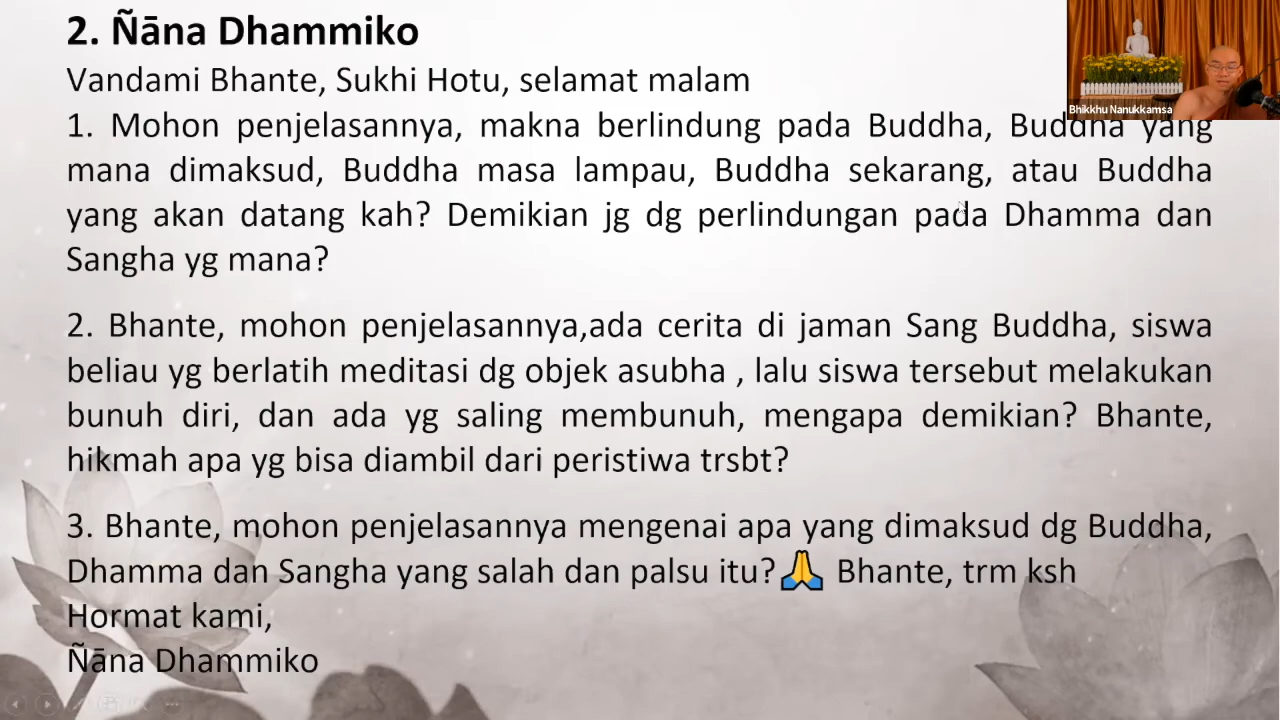 2. Ñāna Dhammiko
Bhikkhu Nanukkamsa
Vandami Bhante, Sukhi Hotu, selamat malam
1. Mohon penjelasannya, makna berlindung pada Buddha, Buddha yang
mana dimaksud, Buddha masa lampau, Buddha sekarang, atau Buddha
yang akan datang kah? Demikian jg dg perlindungan pada Dhamma dan
Sangha yg mana?
2. Bhante, mohon penjelasannya,ada cerita di jaman Sang Buddha, siswa
beliau yg berlatih meditasi dg objek asubha , lalu siswa tersebut melakukan
bunuh diri, dan ada yg saling membunuh, mengapa demikian? Bhante,
hikmah apa yg bisa diambil dari peristiwa trsbt?
3. Bhante, mohon penjelasannya mengenai apa yang dimaksud dg Buddha,
Dhamma dan Sangha yang salah dan palsu itu?🙏 Bhante, trm ksh
Hormat kami,
Ñāna Dhammiko